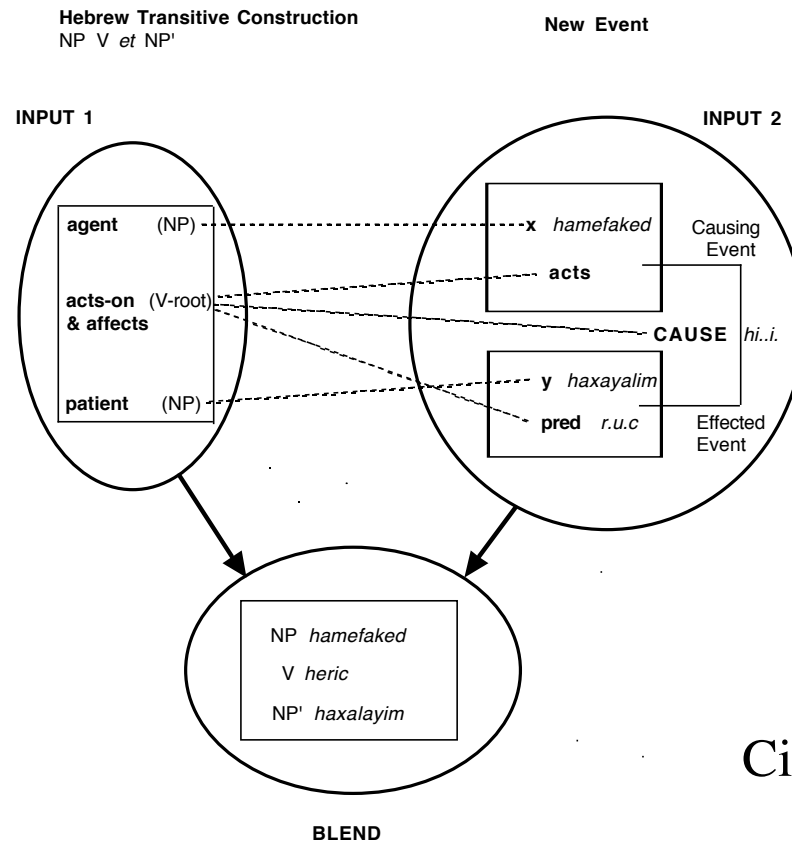 Hebrew Transitive Construction
NP V et NP'
New Event
INPUT 1
INPUT 2
agent (NP)
acts-on (V-root)
& affects
patient (NP)
x hamefaked
acts
Causing
Event
CAUSE hi..i.
y haxayalim
pred r.u.c
Effected
Event
NP hamefaked
V heric
NP' haxalayim
Ci
BLEND